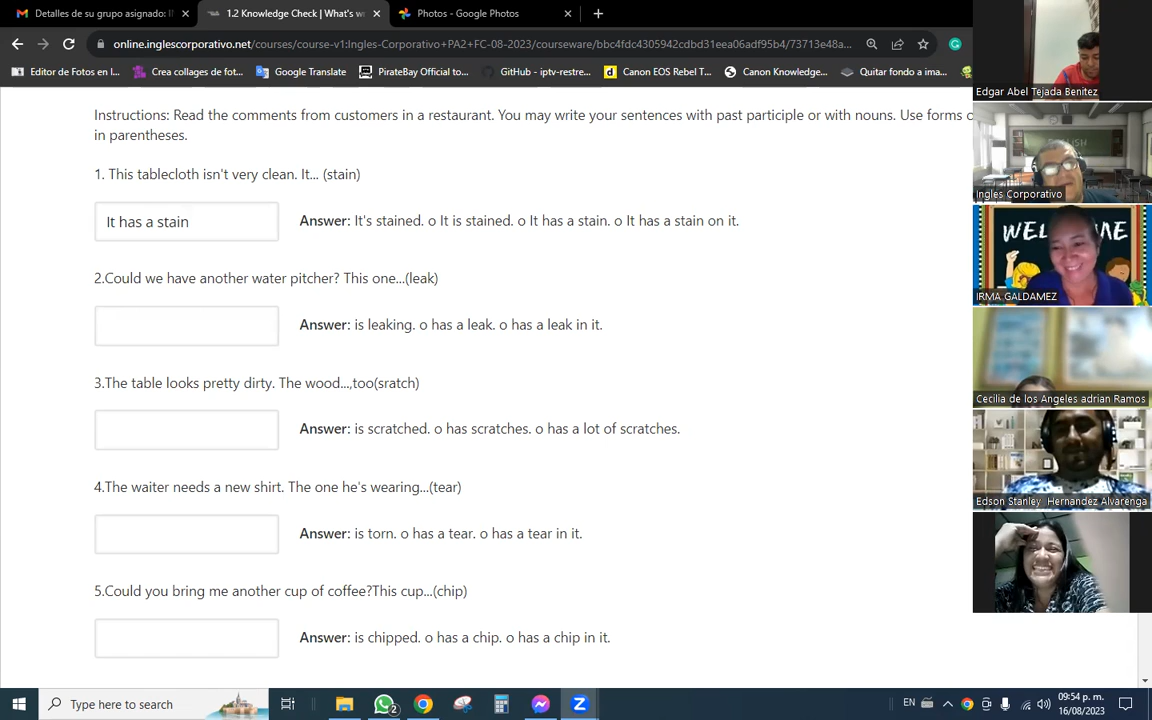 Detalles de su grupo asignado: I
1.2 Knowledge Check | What's w
Photos - Google Photos
online.inglescorporativo.net/courses/course-v1:Ingles-Corporativo+PA2+FC-08-2023/courseware/bbc4fdc4305942cdbd31eea06adf95b4/73713e48a...
Editor de Fotos en l...
Crea collages de fot...
Google Translate
PirateBay Official to...
GitHub - iptv-restre...
Canon EOS Rebel T...
Canon Knowledge...
Quitar fondo a ima...
Instructions: Read the comments from customers in a restaurant. You may write your sentences with past participle or with nouns. Use forms o
in parentheses.
1. This tablecloth isn't very clean. It... (stain)
It has a stain
Answer: It's stained. o It is stained. o It has a stain. o It has a stain on it.
2.Could we have another water pitcher? This one...(leak)
Answer: is leaking. o has a leak. o has a leak in it.
3.The table looks pretty dirty. The wood...,too(sratch)
Answer: is scratched. o has scratches. o has a lot of scratches.
4.The waiter needs a new shirt. The one he's wearing...(tear)
Answer: is torn. o has a tear. o has a tear in it.
5.Could you bring me another cup of coffee?This cup...(chip)
Answer: is chipped. o has a chip. o has a chip in it.
Edgar Abel Tejada Benitez
ENGLISH
Ingles Corporativo
WEL ME
IRMA GALDAMEZ
Cecilia de los Angeles adrian Ramos
Edson Stanley Hernandez Alvarenga
Type here to search
2
EN
09:54 p. m.
16/08/2023